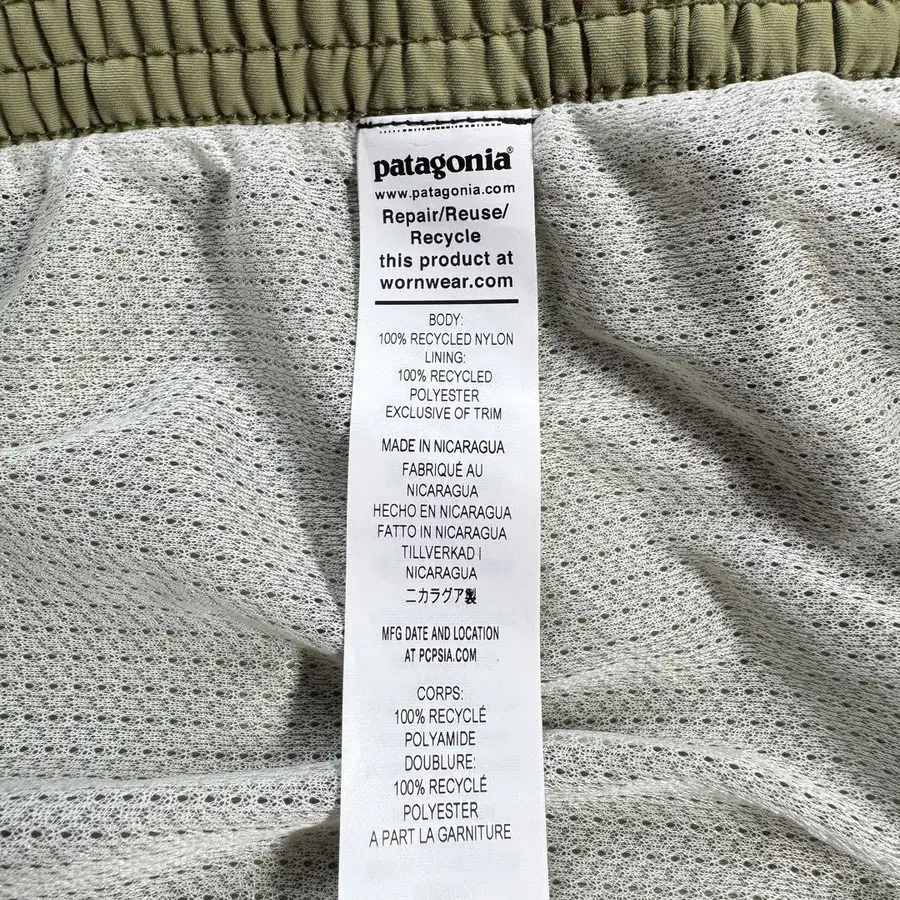 patagonia®
www.patagonia.com
Repair/Reuse/
Recycle
this product at
wornwear.com
BODY:
100% RECYCLED NYLON
LINING:
100% RECYCLED
POLYESTER
EXCLUSIVE OF TRIM
MADE IN NICARAGUA
FABRIQUÉ AU
NICARAGUA
HECHO EN NICARAGUA
FATTO IN NICARAGUA
TILLVERKAD I
NICARAGUA
ニカラグア製
MFG DATE AND LOCATION
AT PCPSIA.COM
CORPS:
100% RECYCLÉ
POLYAMIDE
DOUBLURE:
100% RECYCLÉ
POLYESTER
A PART LA GARNITURE